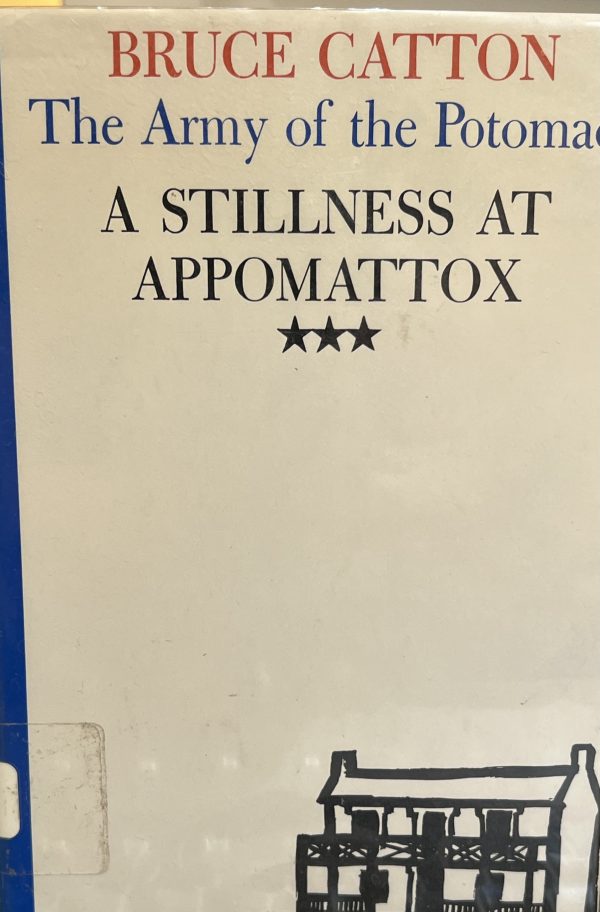 BRUCE CATTON
The Army of the Potomac
A STILLNESS AT
APPOMATTOX
★★★